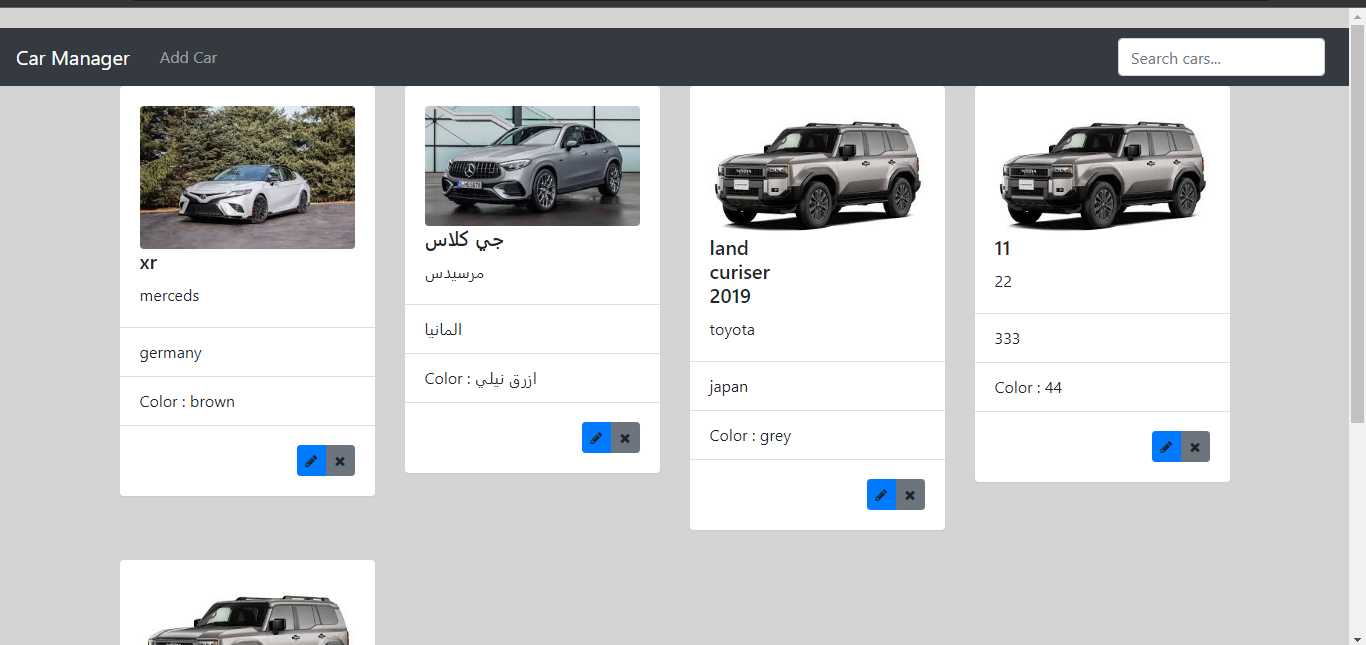 Car Manager
Add Car
Search cars...
xr
merceds
germany
Color : brown
جي كلاس
مرسيدس
المانيا
Color : ازرق نيلي
land
curiser
2019
toyota
japan
Color : grey
11
22
333
Color : 44